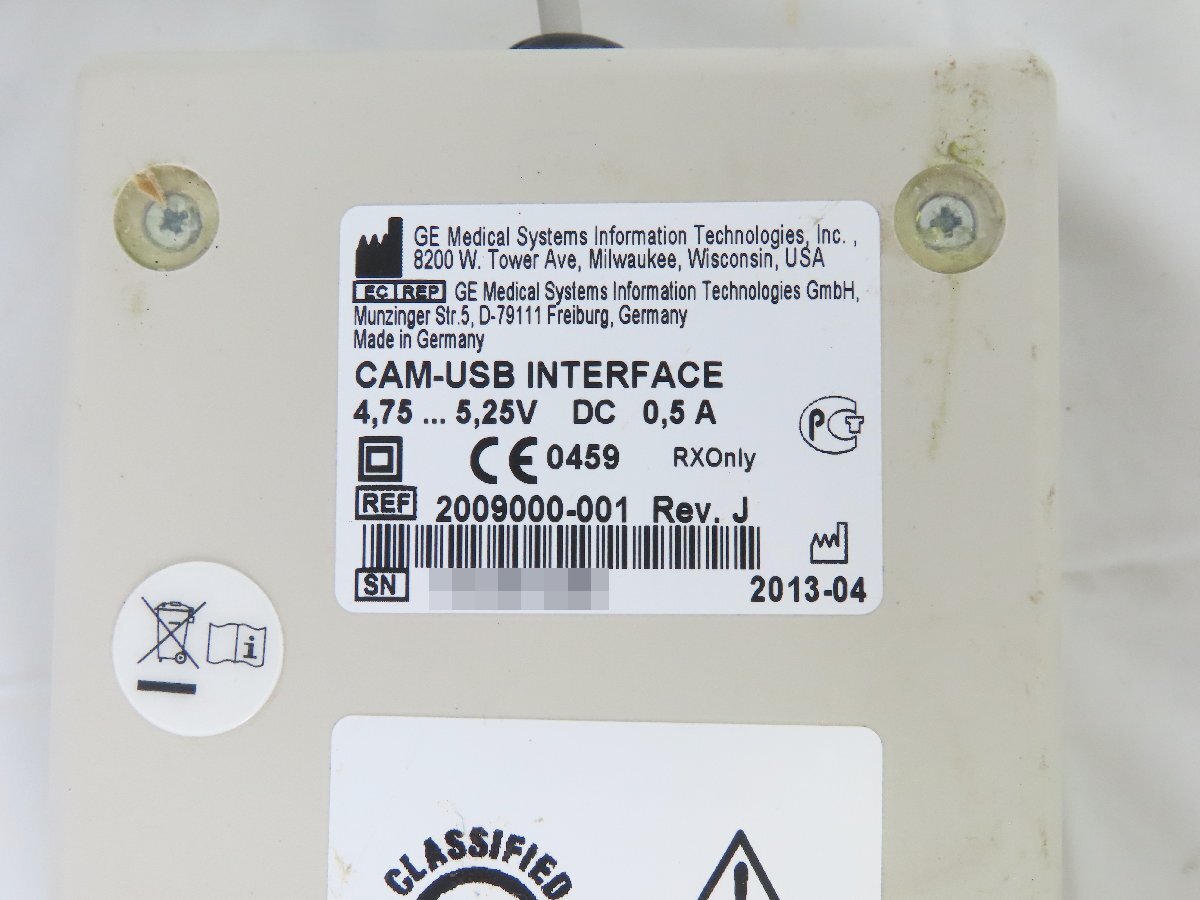 GE Medical Systems Information Technologies, Inc. ,
8200 W. Tower Ave, Milwaukee, Wisconsin, USA
EC REP GE Medical Systems Information Technologies GmbH,
Munzinger Str.5, D-79111 Freiburg, Germany
Made in Germany
CAM-USB INTERFACE
4,75 ... 5,25V DC 0,5 A
PCT
CE 0459 RXOnly
REF 2009000-001 Rev. J
SN
2013-04
i
CLASSIFIED
!